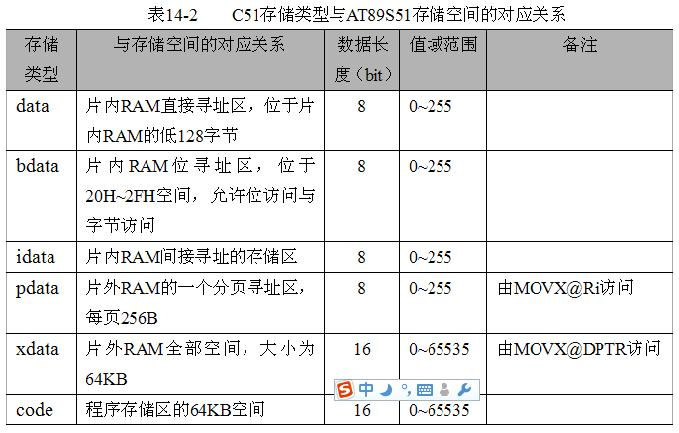 表14-2 C51存储类型与AT89S51存储空间的对应关系
存储 与存储空间的对应关系 数据长 值域范围 备注
类型 度（bit）
data 片内RAM直接寻址区，位于片 8 0~255
内RAM的低128字节
bdata 片内RAM位寻址区，位于 8 0~255
20H~2FH空间，允许位访问与
字节访问
idata 片内RAM间接寻址的存储区 8 0~255
pdata 片外RAM的一个分页寻址区， 8 0~255 由MOVX@Ri访问
每页256B
xdata 片外RAM全部空间，大小为 16 0~65535 由MOVX@DPTR访问
64KB
S 中
code 程序存储区的64KB空间 16 0~65535